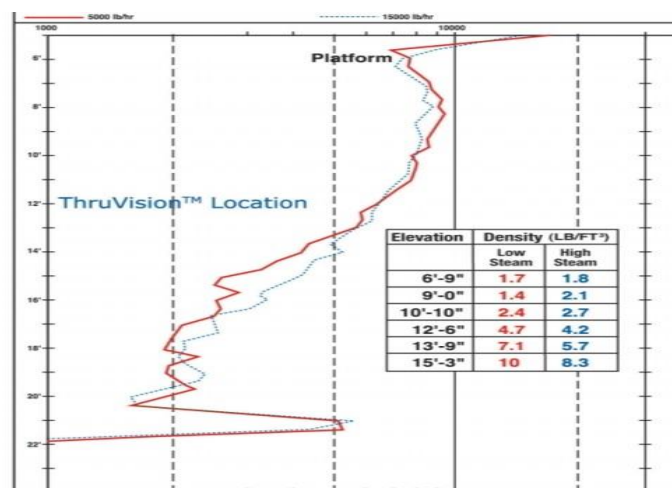 5000 lb/hr 15000 lb/hr
1000 10000
6'
Platform
8'
10'
ThruVision™ Location
12'
14'
16'
18'
20'
22'
Elevation Density (LB/FT³)
Low Steam High Steam
6'-9" 1.7 1.8
9'-0" 1.4 2.1
10'-10" 2.4 2.7
12'-6" 4.7 4.2
13'-9" 7.1 5.7
15'-3" 10 8.3